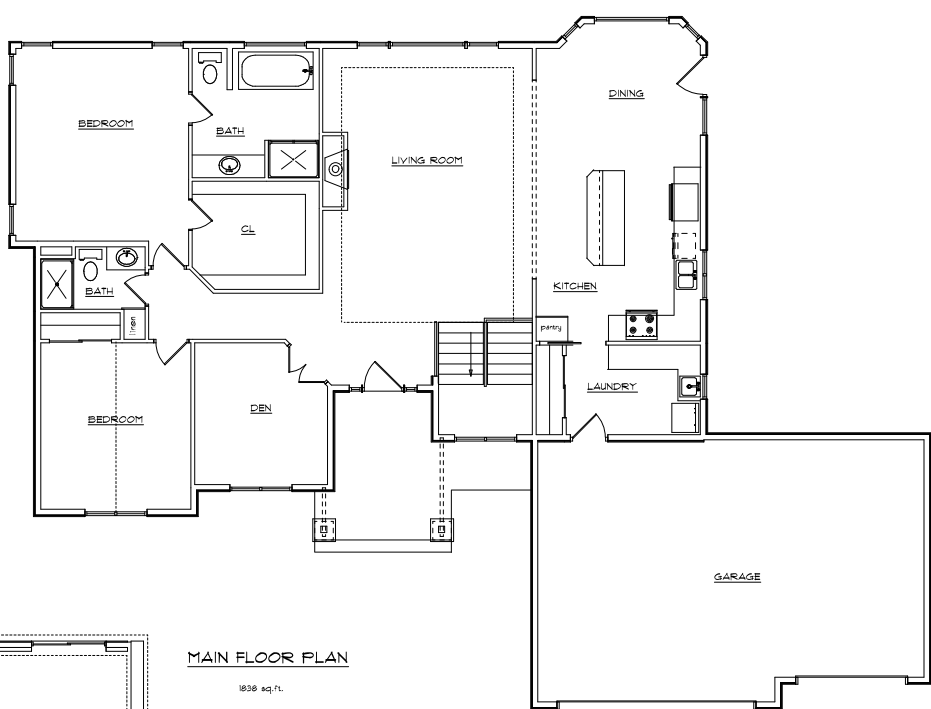 DINING
BEDROOM
BATH
LIVING ROOM
CL
KITCHEN
BATH
linen
pantry
LAUNDRY
BEDROOM
DEN
GARAGE
MAIN FLOOR PLAN
1838 sq.ft.